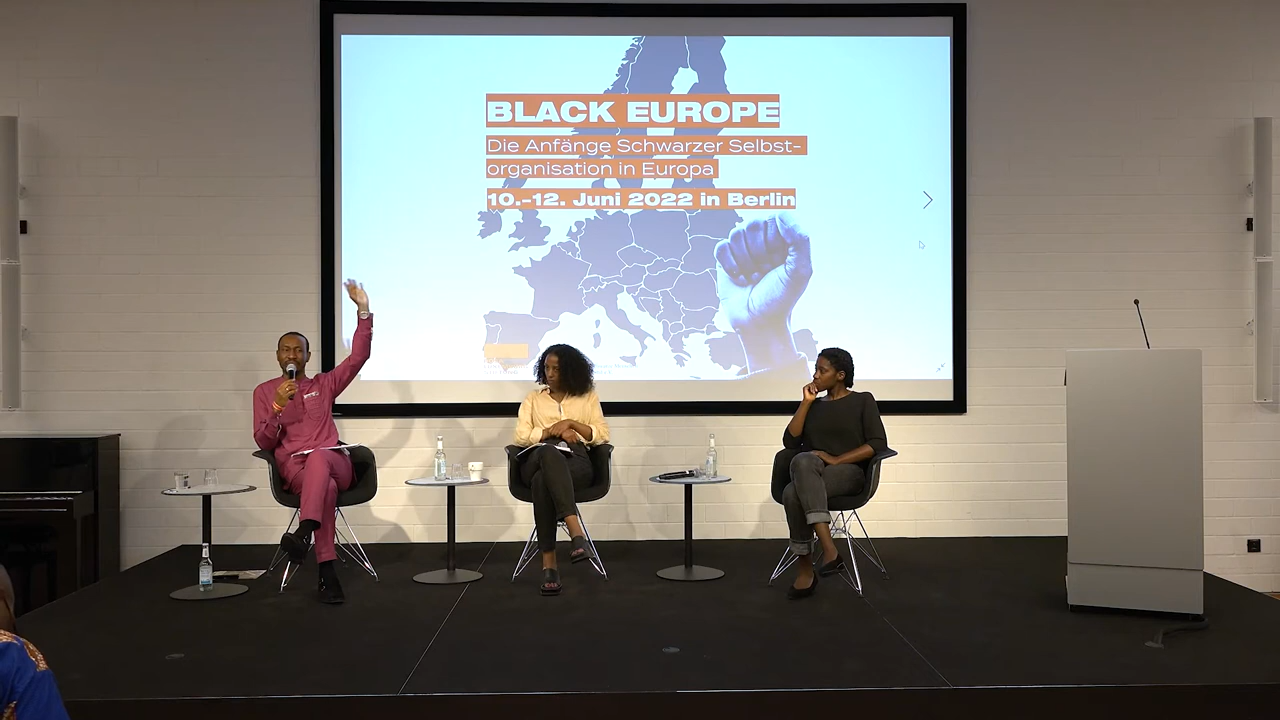 BLACK EUROPE
Die Anfänge Schwarzer Selbst-
organisation in Europa
10.-12. Juni 2022 in Berlin